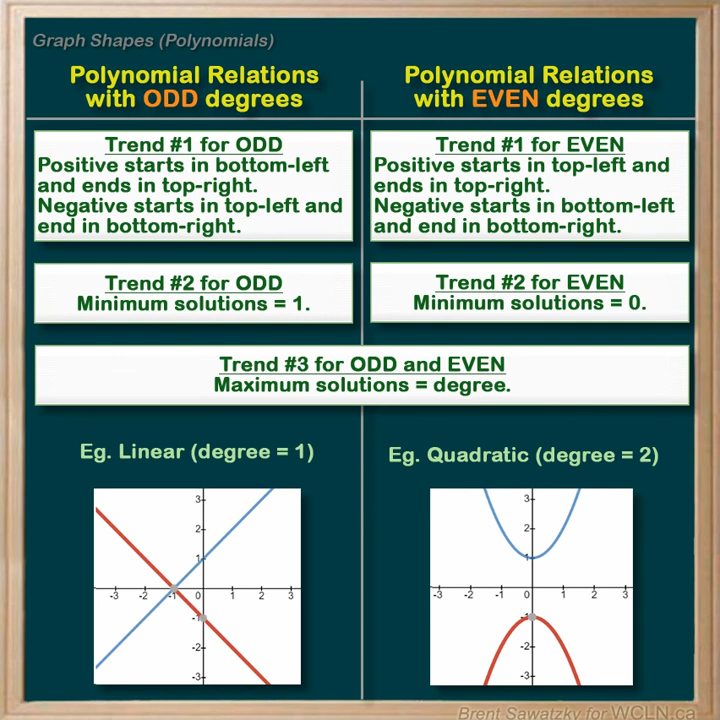 Graph Shapes (Polynomials)
Polynomial Relations
with ODD degrees
Polynomial Relations
with EVEN degrees
Trend #1 for ODD
Positive starts in bottom-left
and ends in top-right.
Negative starts in top-left and
end in bottom-right.
Trend #1 for EVEN
Positive starts in top-left and
ends in top-right.
Negative starts in bottom-left
and ends in bottom-right.
Trend #2 for ODD
Minimum solutions = 1.
Trend #2 for EVEN
Minimum solutions = 0.
Trend #3 for ODD and EVEN
Maximum solutions = degree.
Eg. Linear (degree = 1)
Eg. Quadratic (degree = 2)
3
2
1
-3 -2 -1 0 1 2 3
-1
-2
-3
3
2
1
-3 -2 -1 0 1 2 3
-1
-2
-3
Brent Sawatzky for WCLN.ca